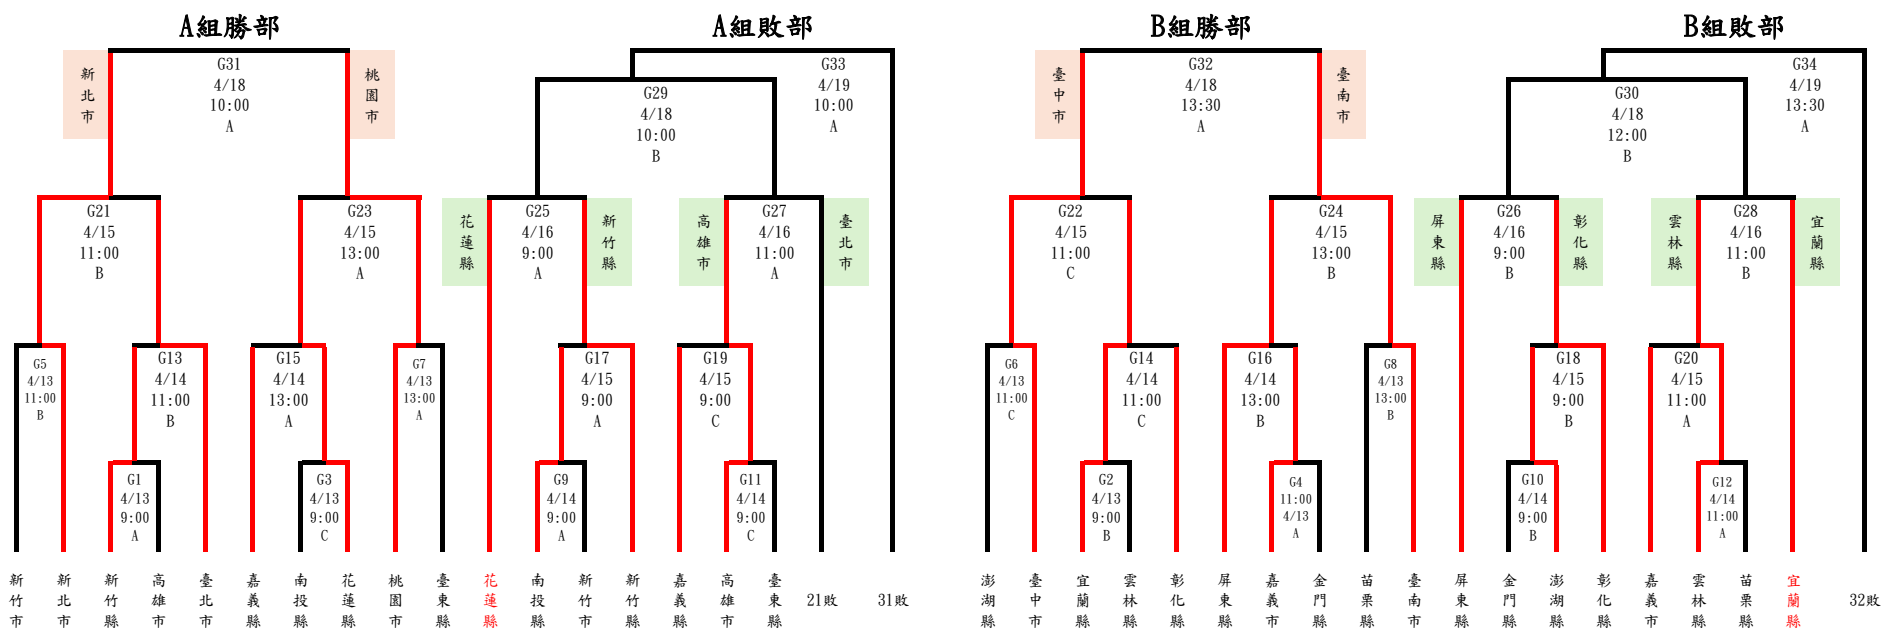 A組勝部
A組敗部
B組勝部
B組敗部
新北市
G31
4/18
10:00
A
桃園市
G33
4/19
10:00
A
G29
4/18
10:00
B
臺中市
G32
4/18
13:30
A
臺南市
G34
4/19
13:30
A
G30
4/18
12:00
B
G21
4/15
11:00
B
G23
4/15
13:00
A
花蓮縣
G25
4/16
9:00
A
新竹縣
高雄市
G27
4/16
11:00
A
臺北市
G22
4/15
11:00
C
G24
4/15
13:00
B
屏東縣
G26
4/16
9:00
B
彰化縣
雲林縣
G28
4/16
11:00
B
宜蘭縣
G5
4/13
11:00
B
G13
4/14
11:00
B
G15
4/14
13:00
A
G7
4/13
13:00
A
G17
4/15
9:00
A
G19
4/15
9:00
C
G6
4/13
11:00
C
G14
4/14
11:00
C
G16
4/14
13:00
B
G8
4/13
13:00
B
G18
4/15
9:00
B
G20
4/15
11:00
A
G1
4/13
9:00
A
G3
4/13
9:00
C
G9
4/14
9:00
A
G11
4/14
9:00
C
G2
4/13
9:00
B
G4
11:00
4/13
A
G10
4/14
9:00
B
G12
4/14
11:00
A
新竹市
新北市
新竹縣
高雄市
臺北市
嘉義縣
南投縣
花蓮縣
桃園市
臺東縣
花蓮縣
南投縣
新竹市
新竹縣
嘉義縣
高雄市
臺東縣
21敗
31敗
澎湖縣
臺中市
宜蘭縣
雲林縣
彰化縣
屏東縣
嘉義市
金門縣
苗栗縣
臺南市
屏東縣
金門縣
澎湖縣
彰化縣
嘉義市
雲林縣
苗栗縣
宜蘭縣
32敗